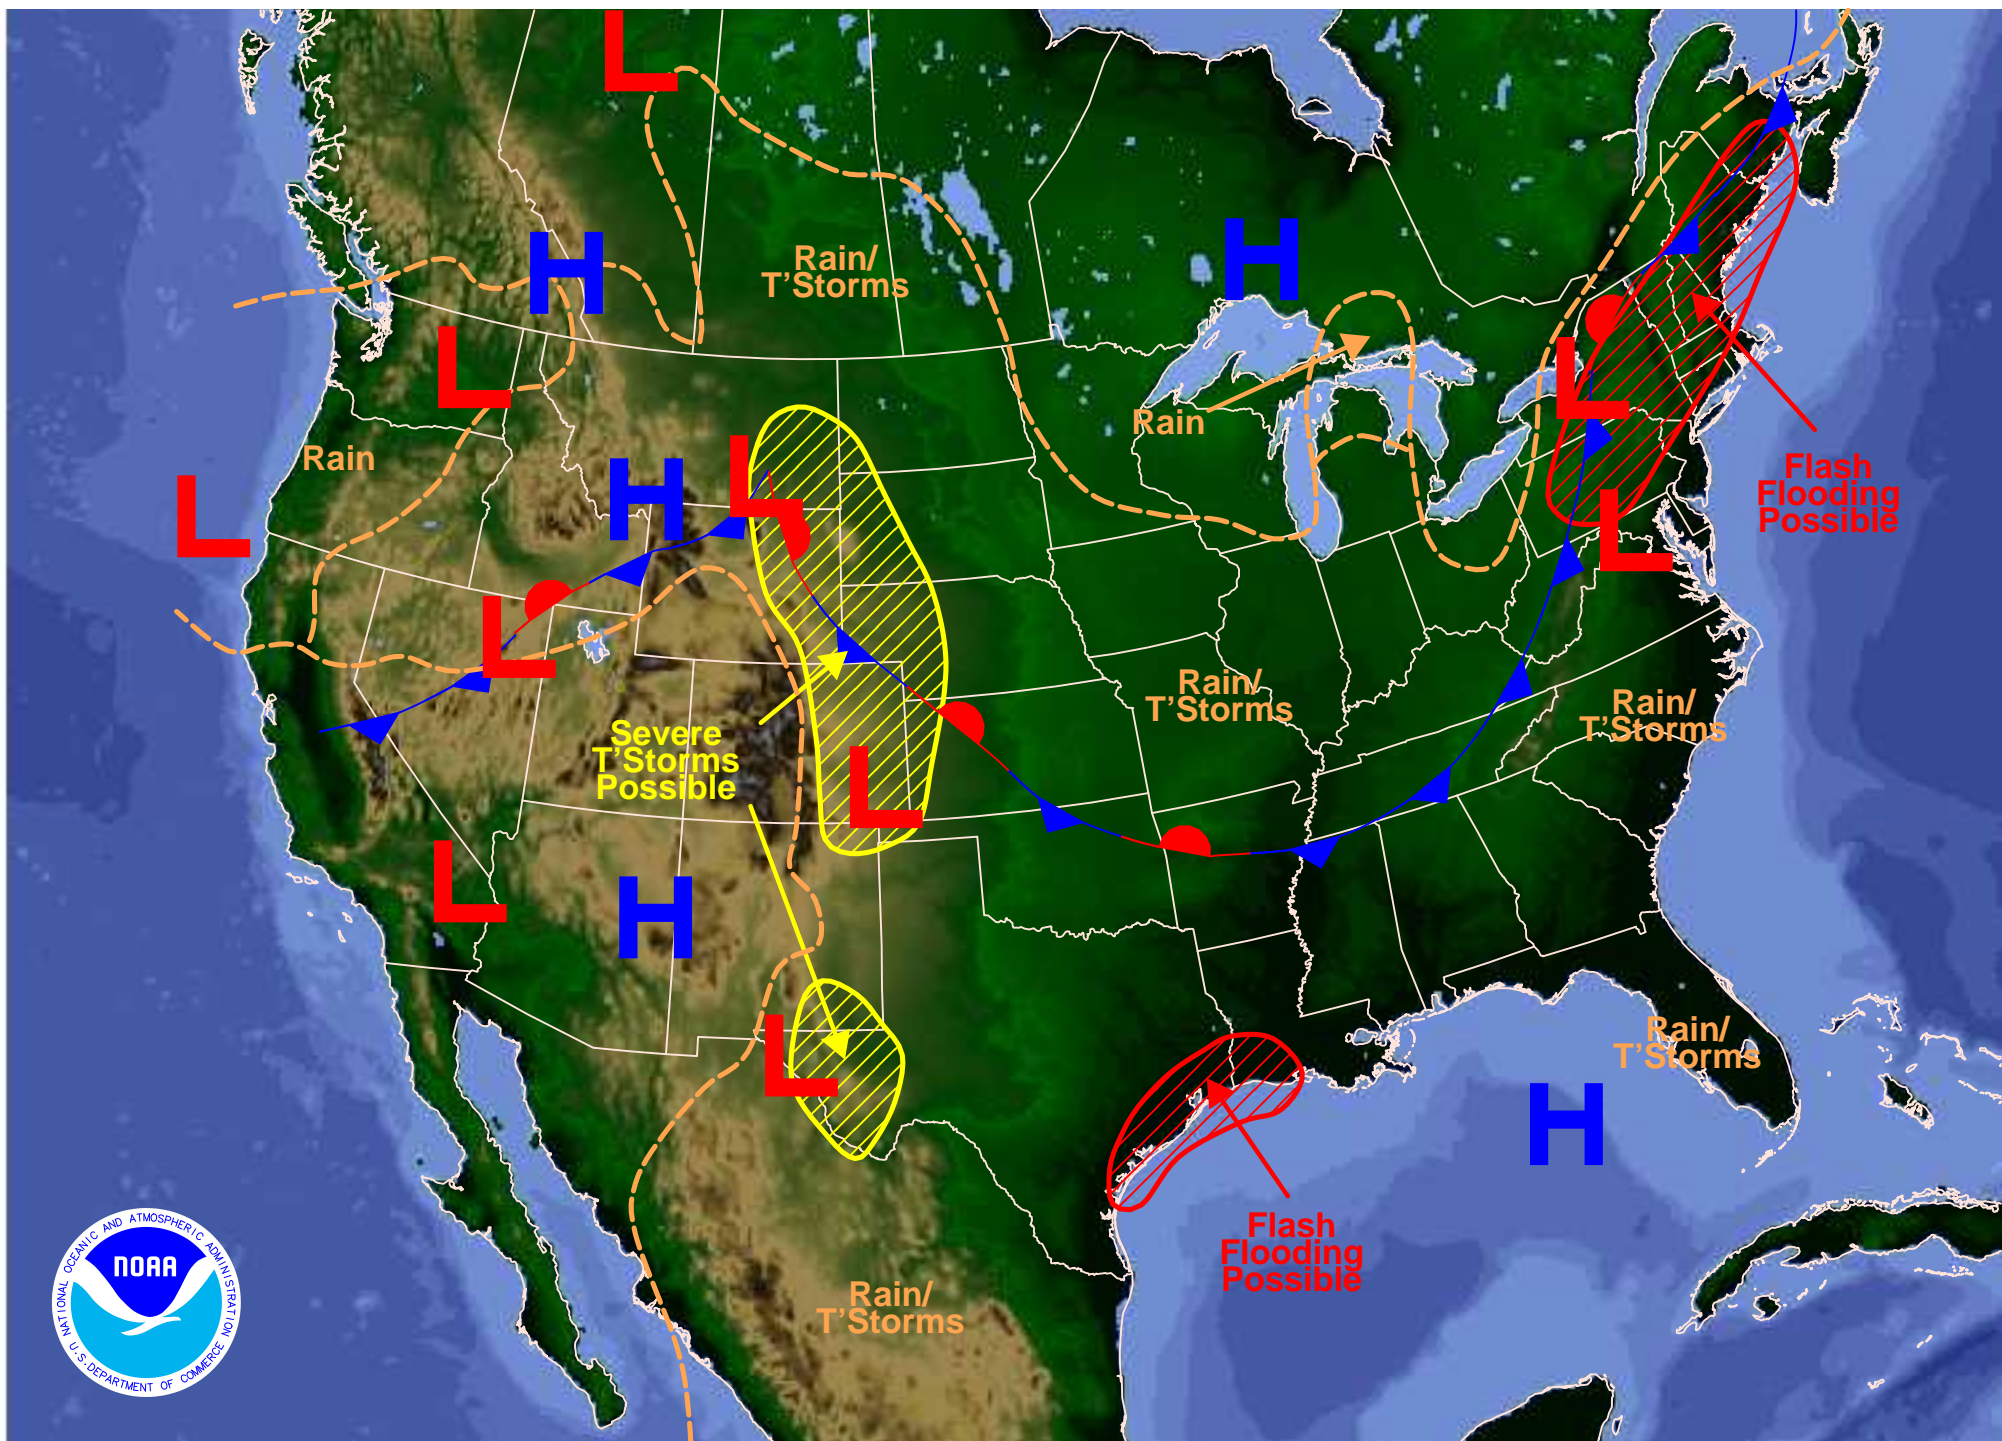 L
Rain/
T'Storms
H
H
L
Rain
L
Rain
L
H
L
Flash
Flooding
Possible
L
L
Rain/
T'Storms
Rain/
T'Storms
Severe
T'Storms
Possible
L
L
H
L
Rain/
T'Storms
H
Flash
Flooding
Possible
Rain/
T'Storms
NATIONAL OCEANIC AND ATMOSPHERIC ADMINISTRATION
NOAA
U.S. DEPARTMENT OF COMMERCE